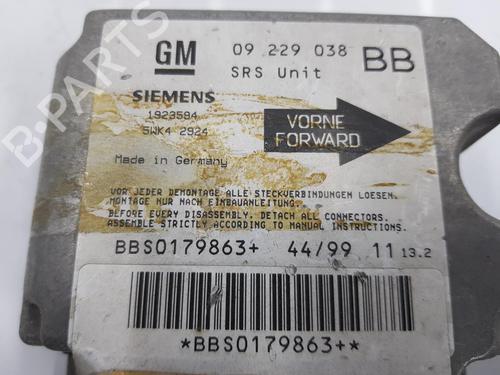 GM 09 229 038 BB
SRS Unit
SIEMENS
1923594
5WK4 2924
VORNE
FORWARD
Made in Germany
VOR JEDER DEMONTAGE ALLE STECKVERBINDUNGEN LOESEN.
MONTAGE NUR NACH EINBAUANLEITUNG.
BEFORE EVERY DISASSEMBLY, DETACH ALL CONNECTORS.
ASSEMBLE STRICTLY ACCORDING TO MANUAL INSTRUCTIONS.
BBS0179863+ 44/99 11 13.2
*BBS0179863+*
B-PARTS